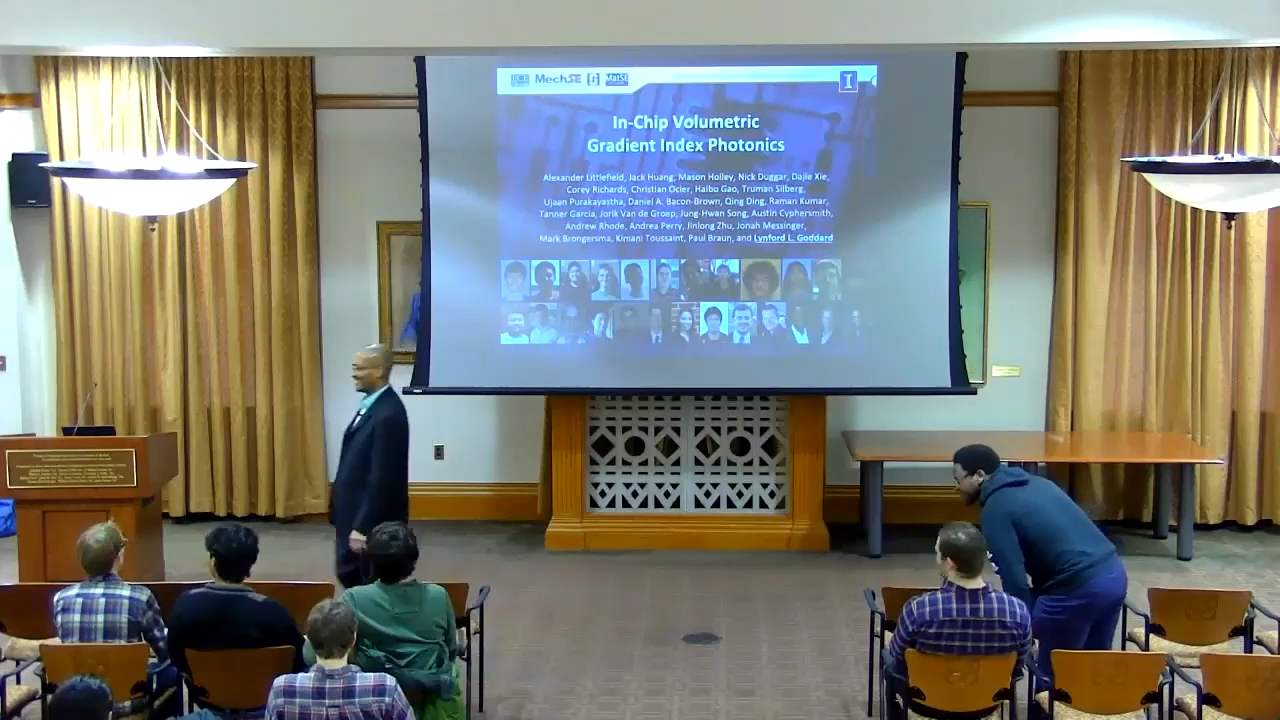 MechSE
MatSE
I
In-Chip Volumetric
Gradient Index Photonics
Alexander Littlefield, Jack Huang, Mason Holley, Nick Duggar, Dajie Xie,
Corey Richards, Christian Ocier, Haibo Gao, Truman Silberg,
Ujaan Purakayastha, Daniel A. Bacon-Brown, Qing Ding, Raman Kumar,
Tanner Garcia, Jorik Van de Groep, Jung-Hwan Song, Austin Cyphersmith,
Andrew Rhode, Andrea Perry, Jinlong Zhu, Jonah Messinger,
Mark Brongersma, Kimani Toussaint, Paul Braun, and Lynford L. Goddard